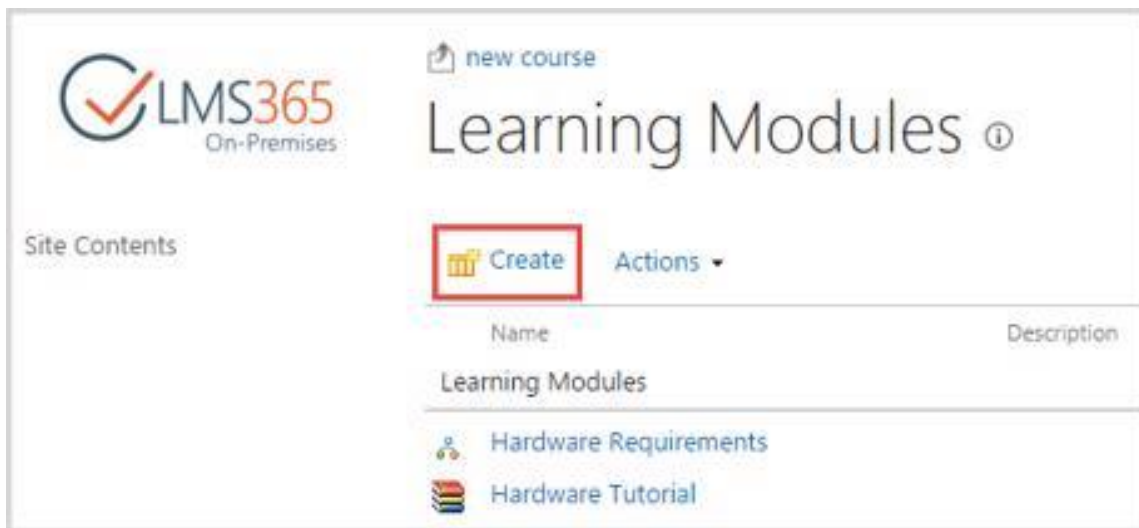 LMS365
On-Premises
new course
Learning Modules
Site Contents
Create Actions
Name Description
Learning Modules
Hardware Requirements
Hardware Tutorial